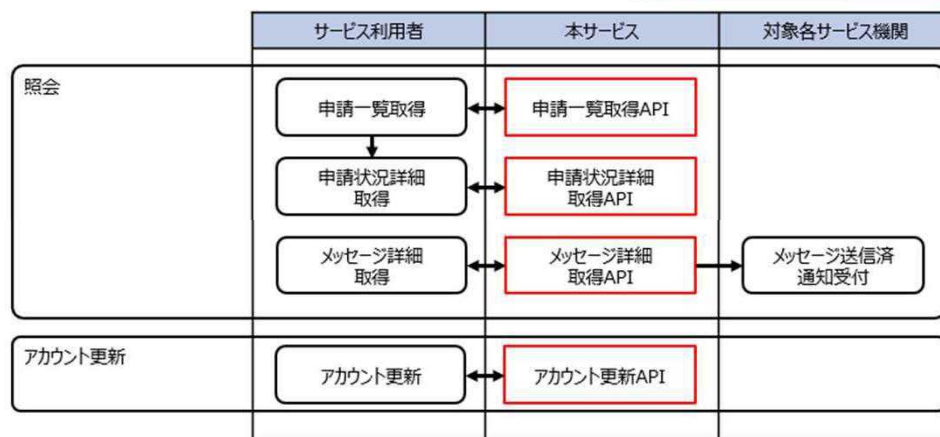 サービス利用者
本サービス
対象各サービス機関
照会
申請一覧取得
申請一覧取得API
申請状況詳細
取得
申請状況詳細
取得API
メッセージ詳細
取得
メッセージ詳細
取得API
メッセージ送信済
通知受付
アカウント更新
アカウント更新
アカウント更新API